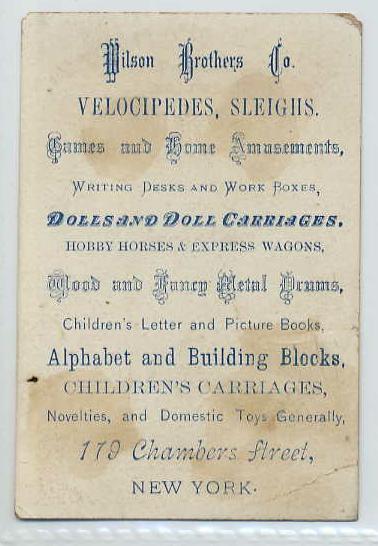 Wilson Brothers Co.
VELOCIPEDES, SLEIGHS.
Games and Home Amusements,
WRITING DESKS AND WORK BOXES,
DOLLS AND DOLL CARRIAGES.
HOBBY HORSES & EXPRESS WAGONS,
Wood and Fancy Metal Drums,
Children's Letter and Picture Books,
Alphabet and Building Blocks,
CHILDREN'S CARRIAGES,
Novelties, and Domestic Toys Generally,
179 Chambers Street,
NEW YORK.